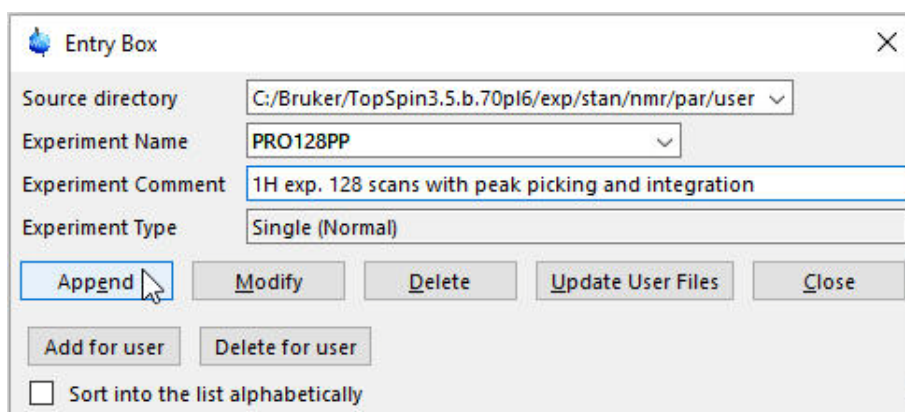 Entry Box
Source directory C:/Bruker/TopSpin3.5.b.70pl6/exp/stan/nmr/par/user
Experiment Name PRO128PP
Experiment Comment 1H exp. 128 scans with peak picking and integration
Experiment Type Single (Normal)
Append Modify Delete Update User Files Close
Add for user Delete for user
Sort into the list alphabetically